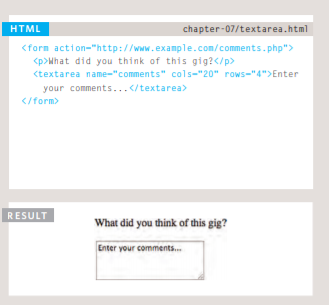 HTML
chapter-07/textarea.html
<form action="http://www.example.com/comments.php">
<p>What did you think of this gig?</p>
<textarea name="comments" cols="20" rows="4">Enter
your comments...</textarea>
</form>
RESULT
What did you think of this gig?
Enter your comments...